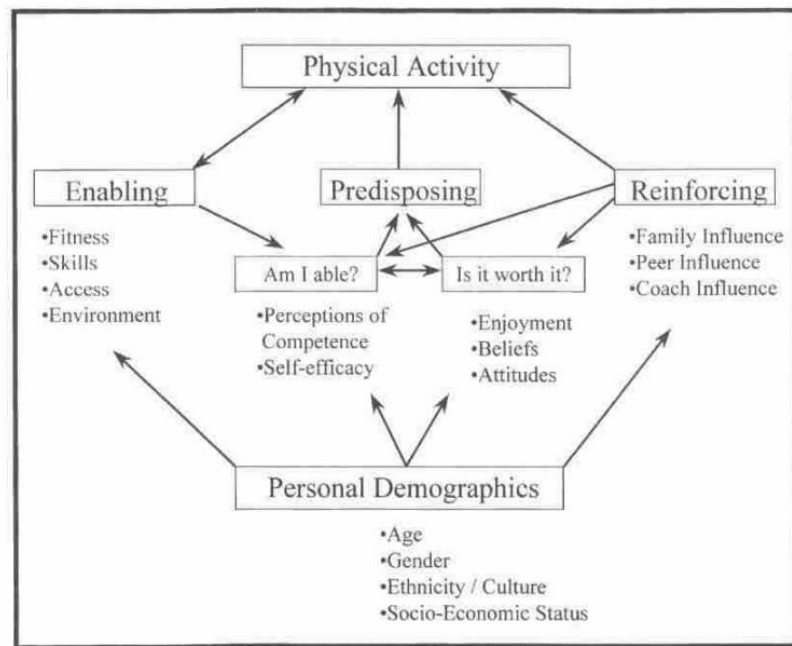 Physical Activity
Enabling
Predisposing
Reinforcing
•Fitness
•Skills
•Access
•Environment
•Family Influence
•Peer Influence
•Coach Influence
Am I able?
Is it worth it?
•Perceptions of
Competence
•Self-efficacy
•Enjoyment
•Beliefs
•Attitudes
Personal Demographics
•Age
•Gender
•Ethnicity / Culture
•Socio-Economic Status